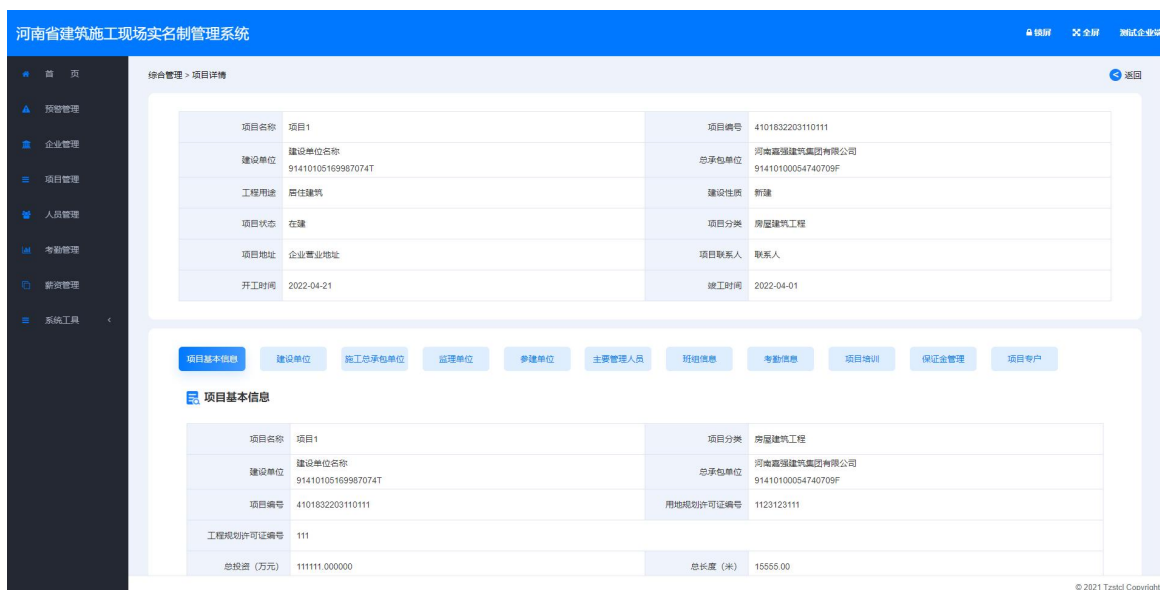 河南省建筑施工现场实名制管理系统
锁屏 全屏 测试企业端
首 页
预警管理
企业管理
项目管理
人员管理
考勤管理
薪资管理
系统工具 <
综合管理 > 项目详情 返回
项目名称 项目1 项目编号 4101832203110111
建设单位 建设单位名称 总承包单位 河南嘉强建筑集团有限公司
91410105169987074T 91410100054740709F
工程用途 居住建筑 建设性质 新建
项目状态 在建 项目分类 房屋建筑工程
项目地址 企业营业地址 项目联系人 联系人
开工时间 2022-04-21 竣工时间 2022-04-01
项目基本信息 建设单位 施工总承包单位 监理单位 参建单位 主要管理人员 班组信息 考勤信息 项目培训 保证金管理 项目专户
项目基本信息
项目名称 项目1 项目分类 房屋建筑工程
建设单位 建设单位名称 总承包单位 河南嘉强建筑集团有限公司
91410105169987074T 91410100054740709F
项目编号 4101832203110111 用地规划许可证编号 1123123111
工程规划许可证编号 111
总投资（万元） 111111.000000 总长度（米） 15555.00
© 2021 Tzstcl Copyright